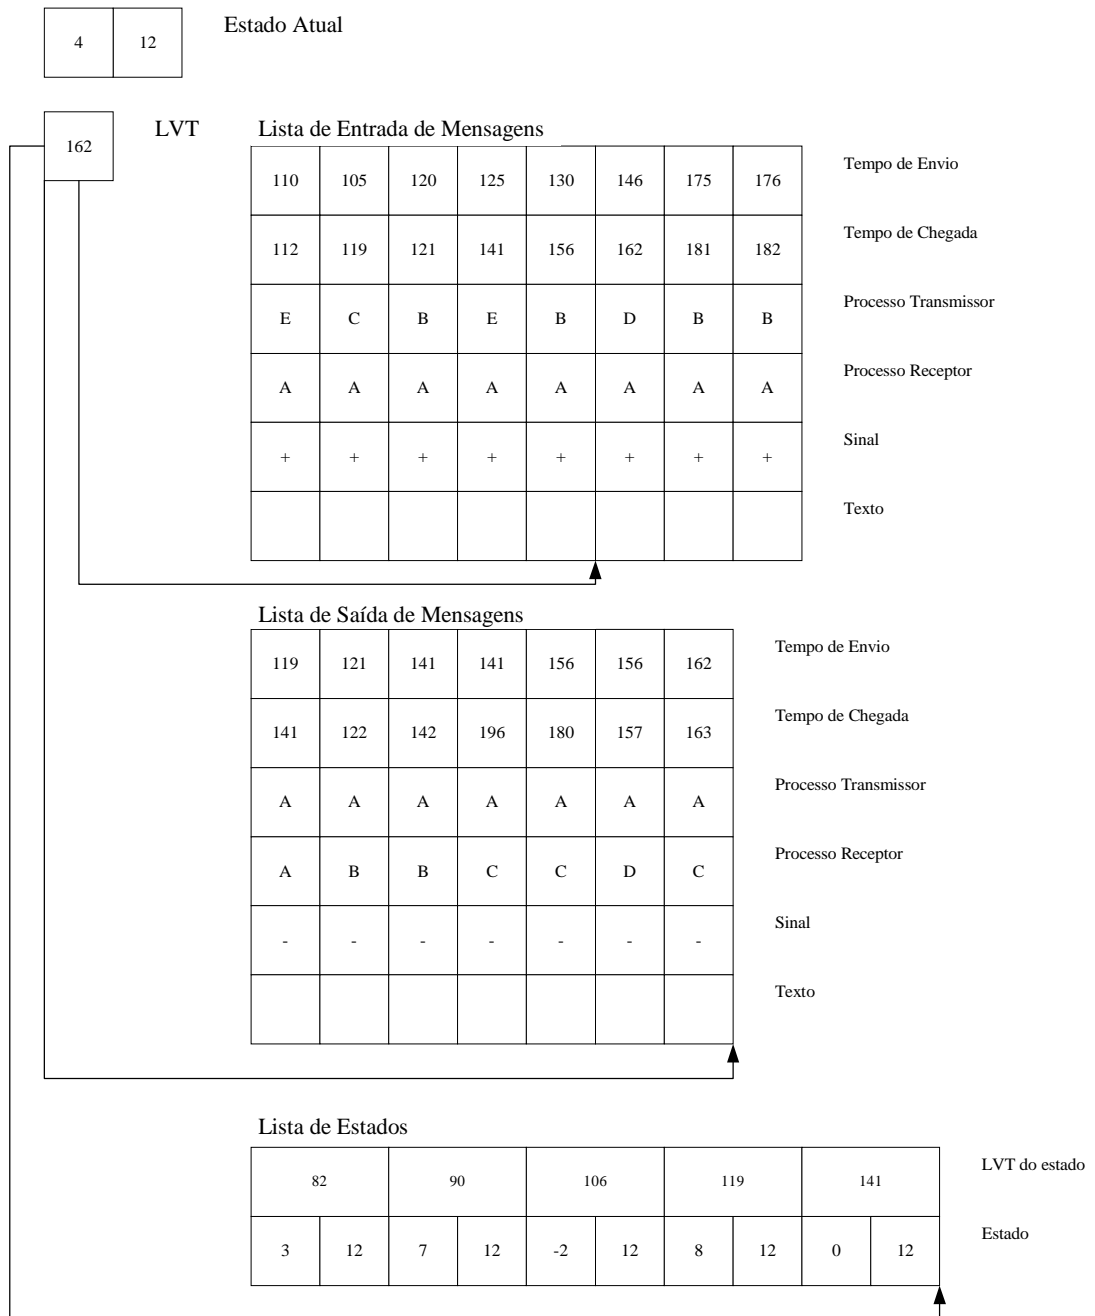 4 12 Estado Atual
162 LVT Lista de Entrada de Mensagens
110 105 120 125 130 146 175 176 Tempo de Envio
112 119 121 141 156 162 181 182 Tempo de Chegada
E C B E B D B B Processo Transmissor
A A A A A A A A Processo Receptor
+ + + + + + + + Sinal
Texto
Lista de Saída de Mensagens
119 121 141 141 156 156 162 Tempo de Envio
141 122 142 196 180 157 163 Tempo de Chegada
A A A A A A A Processo Transmissor
A B B C C D C Processo Receptor
- - - - - - - Sinal
Texto
Lista de Estados
82 90 106 119 141 LVT do estado
3 12 7 12 -2 12 8 12 0 12 Estado